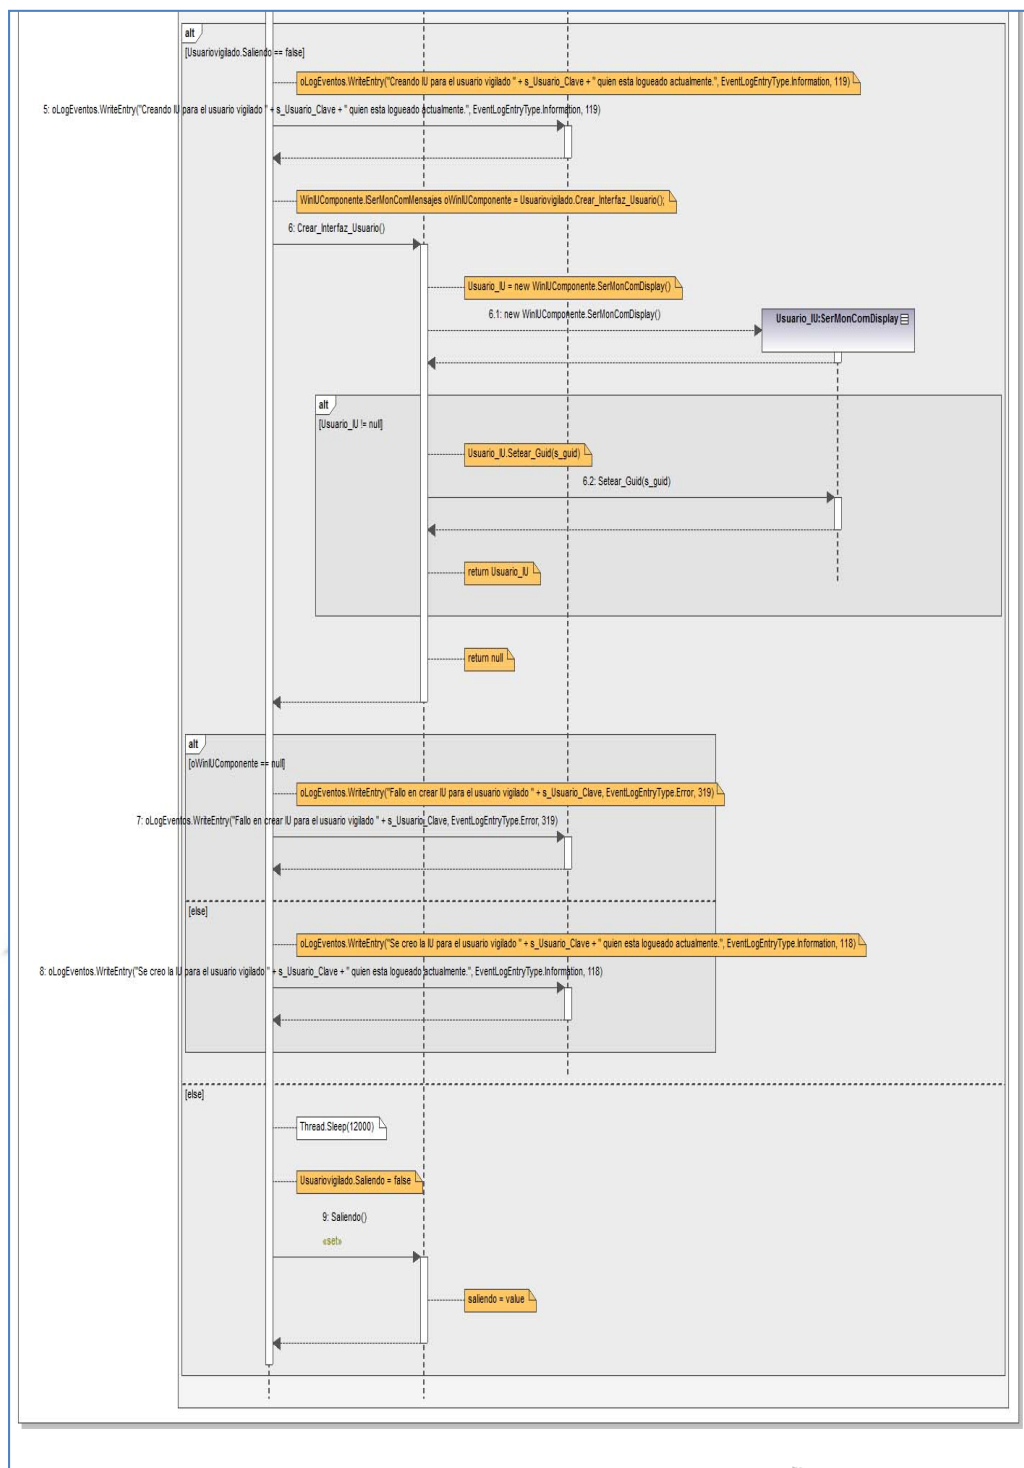 alt
[Usuariovigilado.Saliendo == false]
oLogEventos.WriteEntry("Creando IU para el usuario vigilado " + s_Usuario_Clave + " quien esta logueado actualmente.", EventLogEntryType.Information, 119)
5: oLogEventos.WriteEntry("Creando IU para el usuario vigilado " + s_Usuario_Clave + " quien esta logueado actualmente.", EventLogEntryType.Information, 119)
WinIUComponente.ISerMonComMensajes oWinIUComponente = Usuariovigilado.Crear_Interfaz_Usuario();
6: Crear_Interfaz_Usuario()
Usuario_IU = new WinIUComponente.SerMonComDisplay()
6.1: new WinIUComponente.SerMonComDisplay()
Usuario_IU:SerMonComDisplay
alt
[Usuario_IU != null]
Usuario_IU.Setear_Guid(s_guid)
6.2: Setear_Guid(s_guid)
return Usuario_IU
return null
alt
[oWinIUComponente == null]
oLogEventos.WriteEntry("Fallo en crear IU para el usuario vigilado " + s_Usuario_Clave, EventLogEntryType.Error, 319)
7: oLogEventos.WriteEntry("Fallo en crear IU para el usuario vigilado " + s_Usuario_Clave, EventLogEntryType.Error, 319)
[else]
oLogEventos.WriteEntry("Se creo la IU para el usuario vigilado " + s_Usuario_Clave + " quien esta logueado actualmente.", EventLogEntryType.Information, 118)
8: oLogEventos.WriteEntry("Se creo la IU para el usuario vigilado " + s_Usuario_Clave + " quien esta logueado actualmente.", EventLogEntryType.Information, 118)
[else]
Thread.Sleep(12000)
Usuariovigilado.Saliendo = false
9: Saliendo()
«set»
saliendo = value